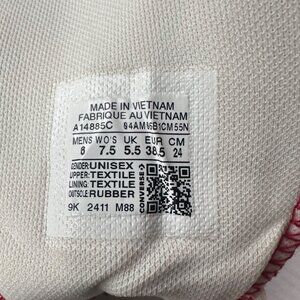 MADE IN VIETNAM
FABRIQUE AU VIETNAM
A14885C
MENS WO'S UK EUR CM
6 7.5 5.5 38.5 24
GENDER: UNISEX
UPPER: TEXTILE
LINING: TEXTILE
OUTSOLE: RUBBER
9K 2411 M88
CONVERSE